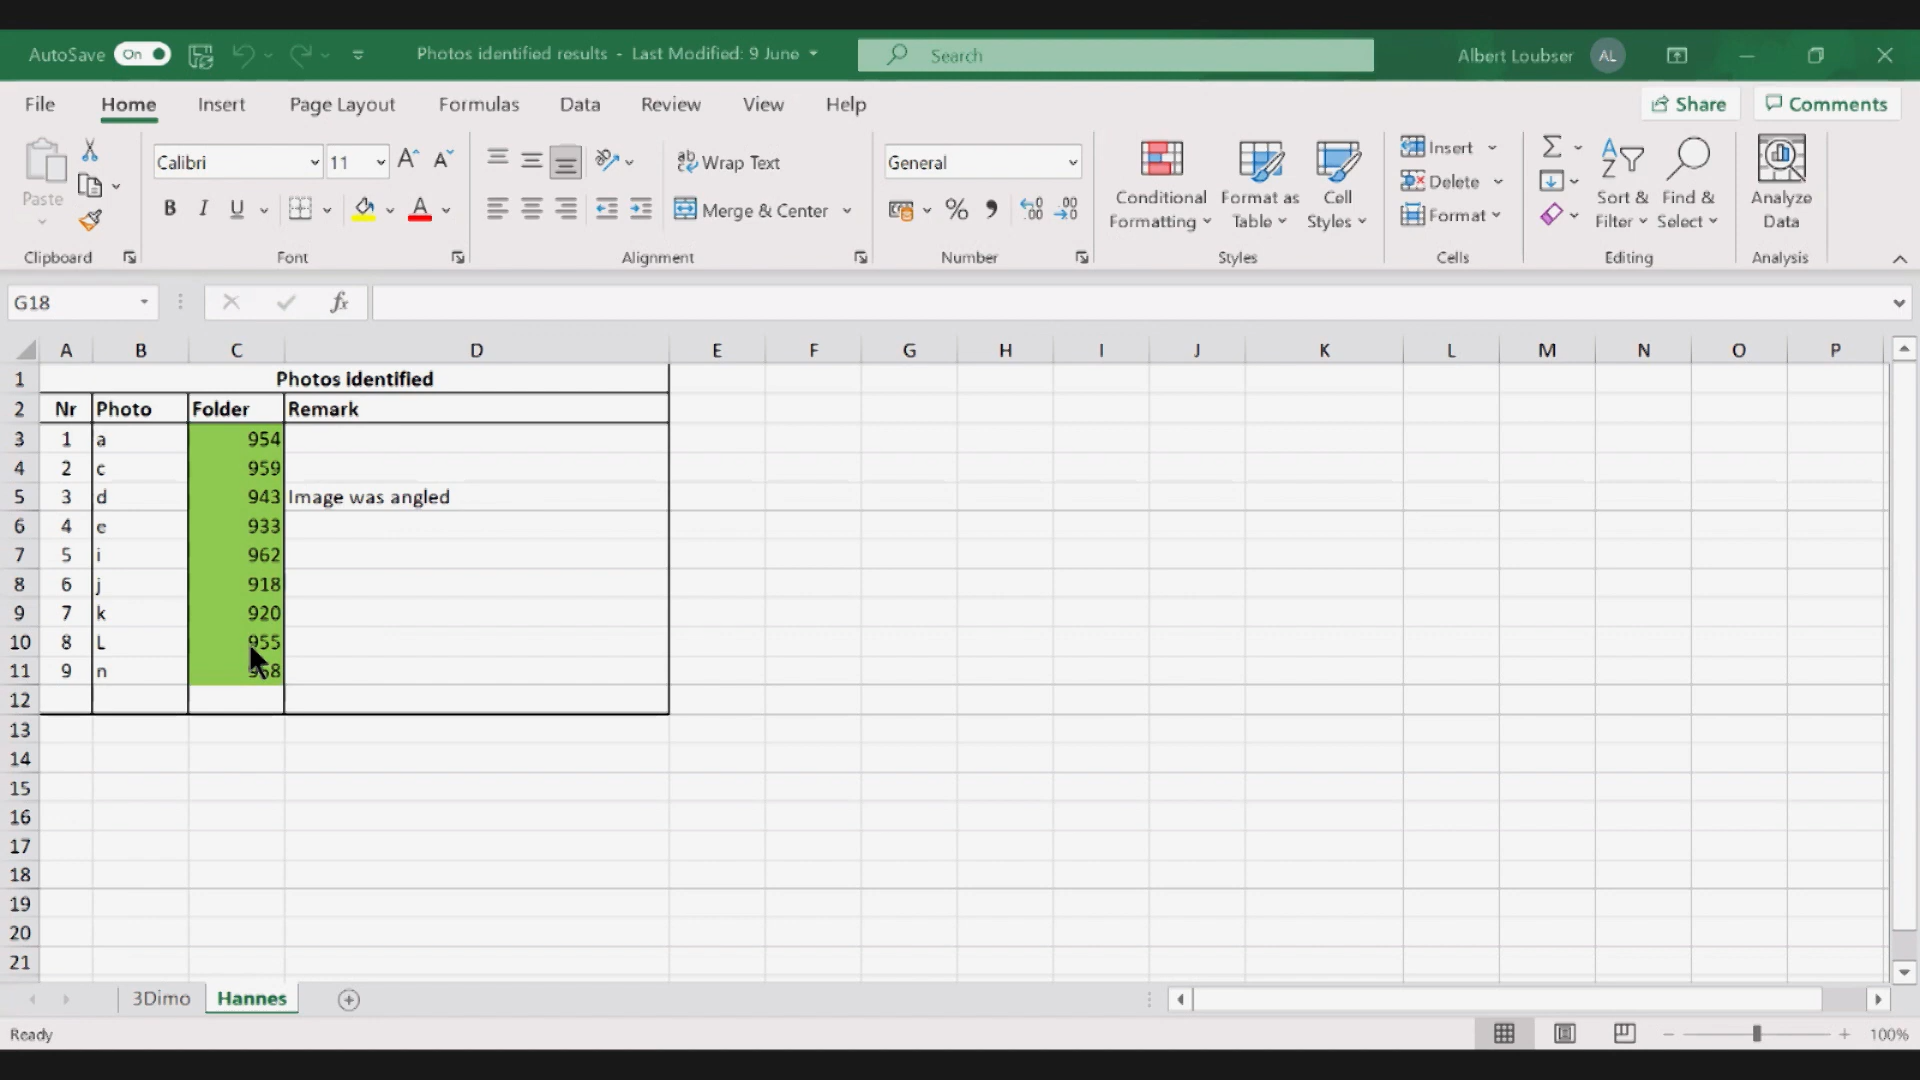 AutoSave On Photos identified results - Last Modified: 9 June Search Albert Loubser AL
File Home Insert Page Layout Formulas Data Review View Help Share Comments
Paste Calibri 11 A A ab Wrap Text General Conditional Formatting Format as Table Cell Styles Insert Delete Format Sort & Filter Find & Select Analyze Data
B I U A Merge & Center % 9 .00 .00
Clipboard Font Alignment Number Styles Cells Editing Analysis
G18 fx
A B C D E F G H I J K L M N O P
1 Photos identified
2 Nr Photo Folder Remark
3 1 a 954
4 2 c 959
5 3 d 943 Image was angled
6 4 e 933
7 5 i 962
8 6 j 918
9 7 k 920
10 8 L 955
11 9 n
12
13
14
15
16
17
18
19
20
21
3Dimo Hannes
Ready 100%